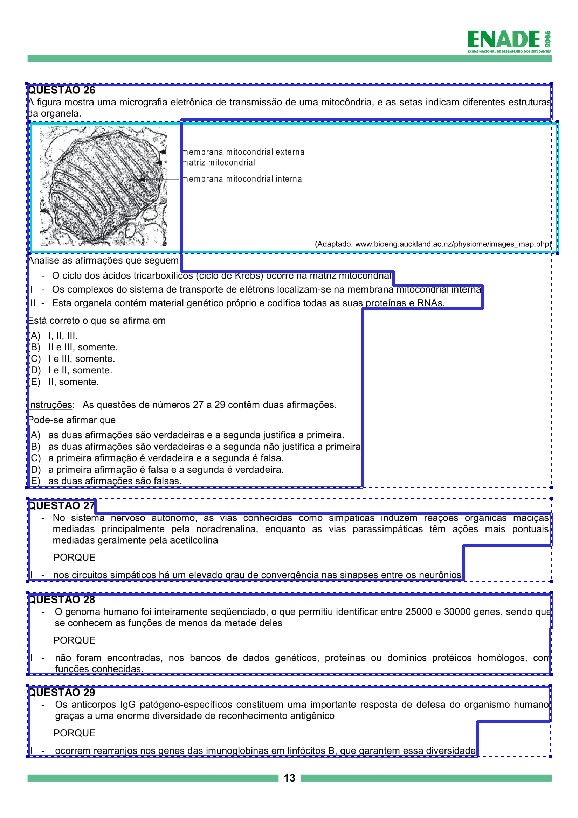 ENADE 2006
EXAME NACIONAL DE DESEMPENHO DOS ESTUDANTES
QUESTÃO 26
A figura mostra uma micrografia eletrônica de transmissão de uma mitocôndria, e as setas indicam diferentes estruturas
da organela.
membrana mitocondrial externa
matriz mitocondrial
membrana mitocondrial interna
(Adaptado: www.bioeng.auckland.ac.nz/physiome/images_map.php)
Analise as afirmações que seguem
- O ciclo dos ácidos tricarboxílicos (ciclo de Krebs) ocorre na matriz mitocondrial
I - Os complexos do sistema de transporte de elétrons localizam-se na membrana mitocondrial interna
II - Esta organela contém material genético próprio e codifica todas as suas proteínas e RNAs.
Está correto o que se afirma em
(A) I, II, III.
(B) II e III, somente.
(C) I e III, somente.
(D) I e II, somente.
(E) II, somente.
Instruções: As questões de números 27 a 29 contêm duas afirmações.
Pode-se afirmar que
(A) as duas afirmações são verdadeiras e a segunda justifica a primeira.
(B) as duas afirmações são verdadeiras e a segunda não justifica a primeira
(C) a primeira afirmação é verdadeira e a segunda é falsa.
(D) a primeira afirmação é falsa e a segunda é verdadeira.
(E) as duas afirmações são falsas.
QUESTÃO 27
- No sistema nervoso autônomo, as vias conhecidas como simpáticas induzem reações orgânicas maciças
mediadas principalmente pela noradrenalina, enquanto as vias parassimpáticas têm ações mais pontuais
mediadas geralmente pela acetilcolina
PORQUE
I - nos circuitos simpáticos há um elevado grau de convergência nas sinapses entre os neurônios
QUESTÃO 28
- O genoma humano foi inteiramente seqüenciado, o que permitiu identificar entre 25000 e 30000 genes, sendo que
se conhecem as funções de menos da metade deles
PORQUE
I - não foram encontradas, nos bancos de dados genéticos, proteínas ou domínios protéicos homólogos, com
funções conhecidas.
QUESTÃO 29
- Os anticorpos IgG patógeno-específicos constituem uma importante resposta de defesa do organismo humano
graças a uma enorme diversidade de reconhecimento antigênico
PORQUE
I - ocorrem rearranjos nos genes das imunoglobinas em linfócitos B, que garantem essa diversidade
13